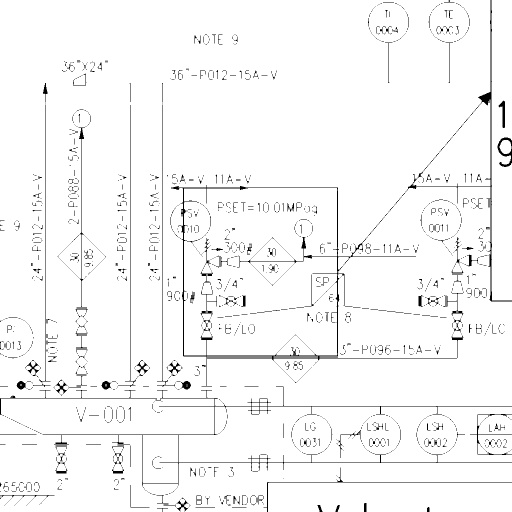 TI
0004
TE
0003
NOTE 9
36"X24"
36"-P012-15A-V
1
1
9
2-P088-15A-V
24"-P012-15A-V
24"-P012-15A-V
24"-P012-15A-V
15A-V
11A-V
15A-V
11A-
PSV
0010
PSET=10.01MPag
PSV
0011
PSET
E 9
2"
300#
30
1.90
1
6"-P098-11A-V
2"
30
30
9.85
1"
900#
3/4"
SP
6
3/4"
1"
900
NOTE 8
FB/LO
FB/LO
PI
0013
NOTE 7
3"
30
9.85
3"-P096-15A-V
V-001
LG
0031
LSHL
0001
LSH
0002
LAH
0002
NOTE 3
265000
2"
2"
BY VENDOR